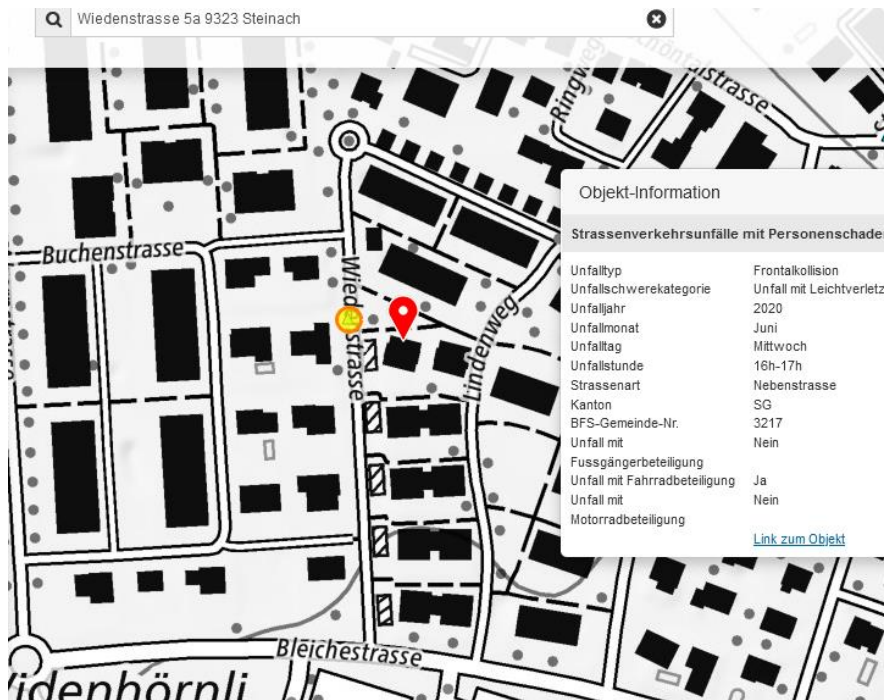 Wiedenstrasse 5a 9323 Steinach
Ringweg
Schöntalstrasse
Buchenstrasse
Wiedenstrasse
Lindenweg
Bleichestrasse
Videnhörnli
Objekt-Information
Strassenverkehrsunfälle mit Personenschaden
Unfalltyp Frontalkollision
Unfallschwerekategorie Unfall mit Leichtverletz
Unfalljahr 2020
Unfallmonat Juni
Unfalltag Mittwoch
Unfallstunde 16h-17h
Strassenart Nebenstrasse
Kanton SG
BFS-Gemeinde-Nr. 3217
Unfall mit Nein
Fussgängerbeteiligung
Unfall mit Fahrradbeteiligung Ja
Unfall mit Nein
Motorradbeteiligung
Link zum Objekt